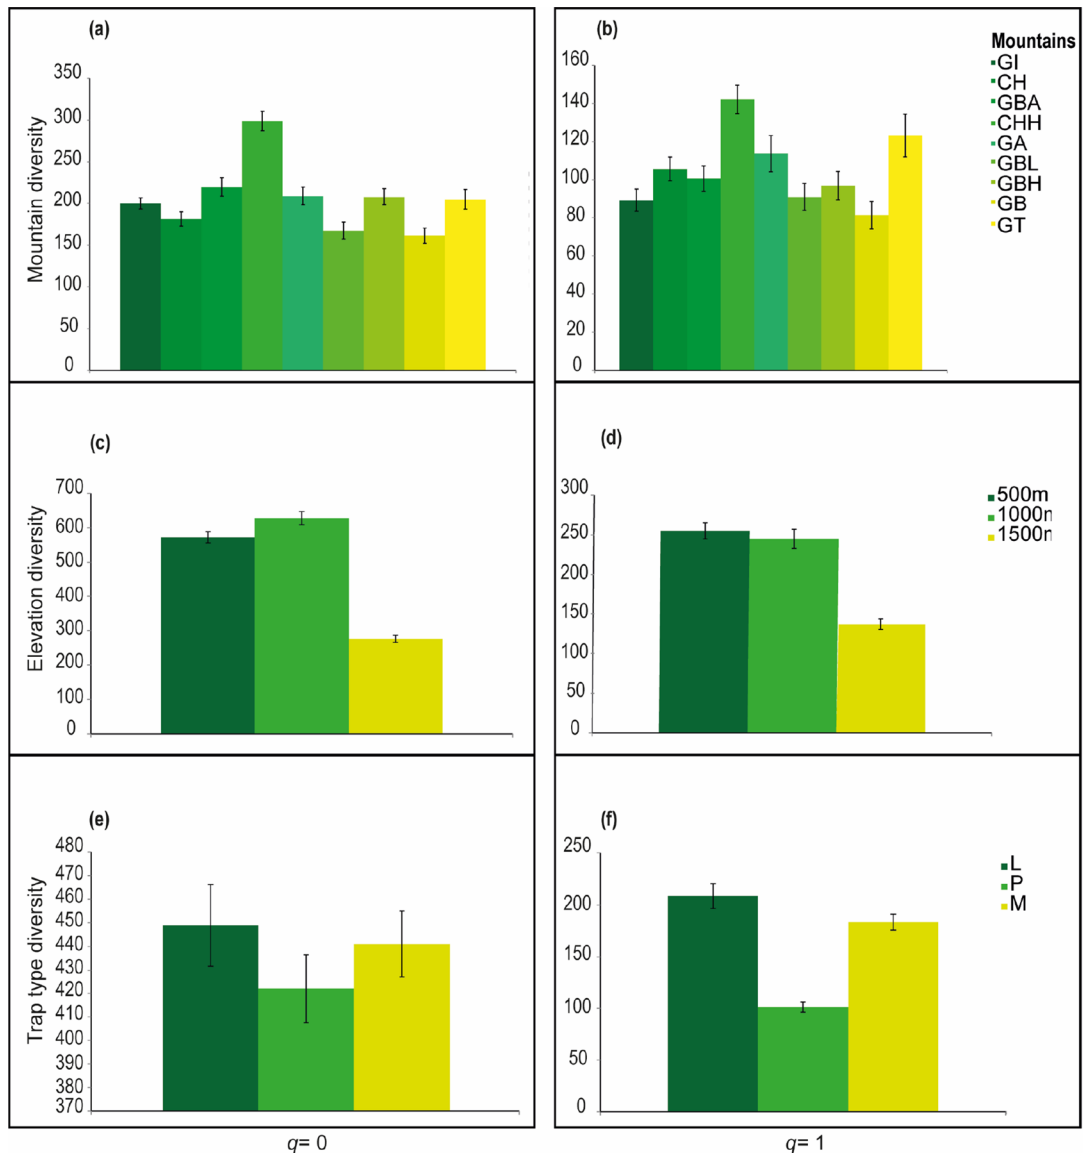 (a)
Mountain diversity
350
300
250
200
150
100
50
0
(b)
160
140
120
100
80
60
40
20
0
Mountains
GI
CH
GBA
CHH
GA
GBL
GBH
GB
GT
(c)
Elevation diversity
700
600
500
400
300
200
100
0
(d)
300
250
200
150
250
50
0
500m
1000n
1500n
(e)
Trap type diversity
480
470
460
450
440
430
420
410
400
390
380
370
(f)
250
200
150
100
50
0
L
P
M
q= 0
q= 1